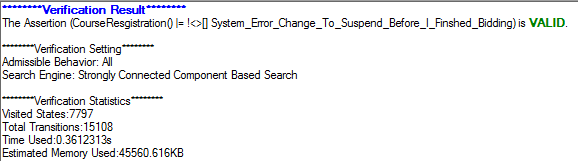 ********Verification Result********
The Assertion (CourseResgistration() |= !<>[] System_Error_Change_To_Suspend_Before_I_Finshed_Bidding) is VALID.
********Verification Setting********
Admissible Behavior: All
Search Engine: Strongly Connected Component Based Search
********Verification Statistics********
Visited States:7797
Total Transitions:15108
Time Used:0.3612313s
Estimated Memory Used:45560.616KB